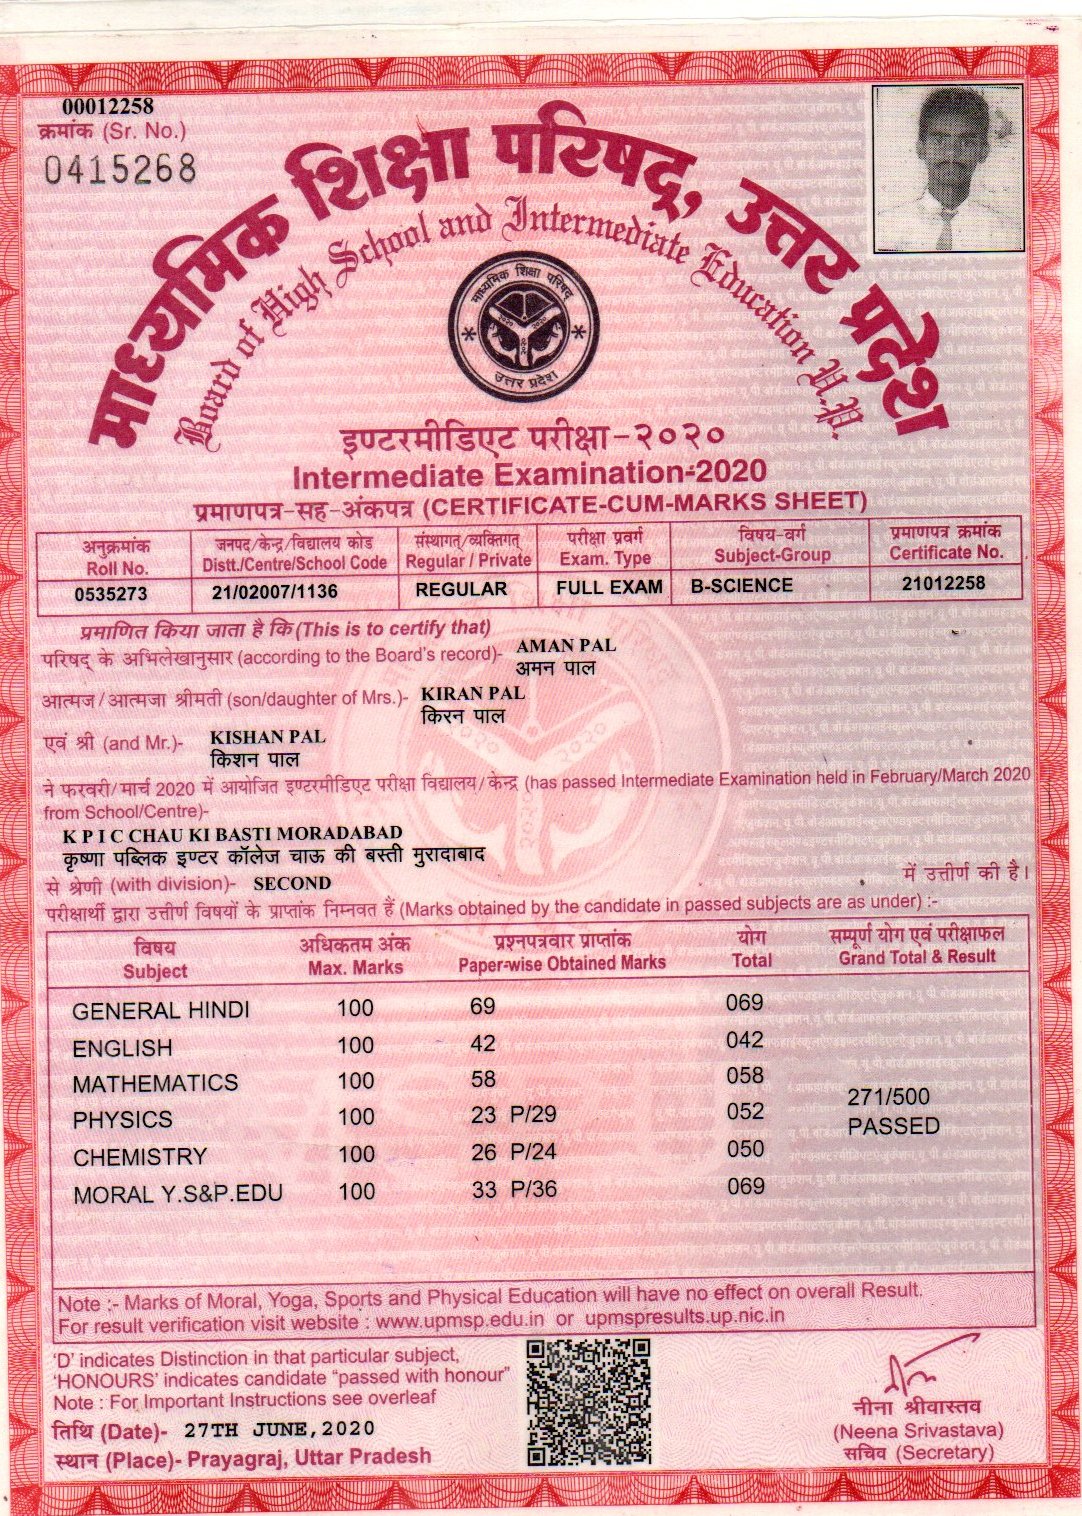 00012258
क्रमांक (Sr. No.)
0415268
माध्यमिक शिक्षा परिषद्, उत्तर प्रदेश
Board of High School and Intermediate Education U.P.
माध्यमिक शिक्षा परिषद्
२०२० २०२०
उत्तर प्रदेश
इण्टरमीडिएट परीक्षा-२०२०
Intermediate Examination-2020
प्रमाणपत्र-सह-अंकपत्र (CERTIFICATE-CUM-MARKS SHEET)
अनुक्रमांक जनपद/केन्द्र/विद्यालय कोड संस्थागत/व्यक्तिगत परीक्षा प्रवर्ग विषय-वर्ग प्रमाणपत्र क्रमांक
Roll No. Distt./Centre/School Code Regular / Private Exam. Type Subject-Group Certificate No.
0535273 21/02007/1136 REGULAR FULL EXAM B-SCIENCE 21012258
प्रमाणित किया जाता है कि (This is to certify that)
परिषद् के अभिलेखानुसार (according to the Board's record)- AMAN PAL
अमन पाल
आत्मज/आत्मजा श्रीमती (son/daughter of Mrs.)- KIRAN PAL
किरन पाल
एवं श्री (and Mr.)- KISHAN PAL
किशन पाल
ने फरवरी/मार्च 2020 में आयोजित इण्टरमीडिएट परीक्षा विद्यालय/केन्द्र (has passed Intermediate Examination held in February/March 2020
from School/Centre)-
K P I C CHAU KI BASTI MORADABAD
कृष्णा पब्लिक इण्टर कॉलेज चाऊ की बस्ती मुरादाबाद
से श्रेणी (with division)- SECOND में उत्तीर्ण की है।
परीक्षार्थी द्वारा उत्तीर्ण विषयों के प्राप्तांक निम्नवत हैं (Marks obtained by the candidate in passed subjects are as under) :-
विषय अधिकतम अंक प्रश्नपत्रवार प्राप्तांक योग सम्पूर्ण योग एवं परीक्षाफल
Subject Max. Marks Paper-wise Obtained Marks Total Grand Total & Result
GENERAL HINDI 100 69 069
ENGLISH 100 42 042
MATHEMATICS 100 58 058
271/500
PHYSICS 100 23 P/29 052
PASSED
CHEMISTRY 100 26 P/24 050
MORAL Y.S&P.EDU 100 33 P/36 069
Note :- Marks of Moral, Yoga, Sports and Physical Education will have no effect on overall Result.
For result verification visit website : www.upmsp.edu.in or upmspresults.up.nic.in
'D' indicates Distinction in that particular subject,
'HONOURS' indicates candidate "passed with honour"
Note : For Important Instructions see overleaf
तिथि (Date)- 27TH JUNE,2020
स्थान (Place)- Prayagraj, Uttar Pradesh
नीना श्रीवास्तव
(Neena Srivastava)
सचिव (Secretary)